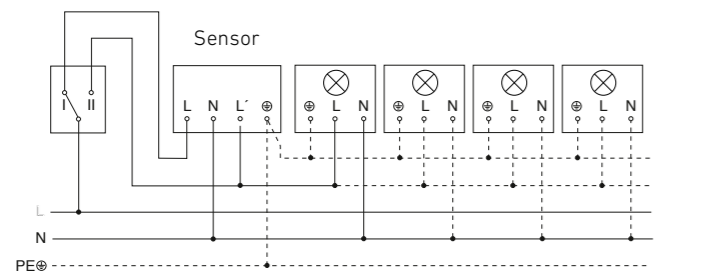 Sensor
I II
L N L´ ⏚
⏚ L N
⏚ L N
⏚ L N
⏚ L N
L
N
PE⏚